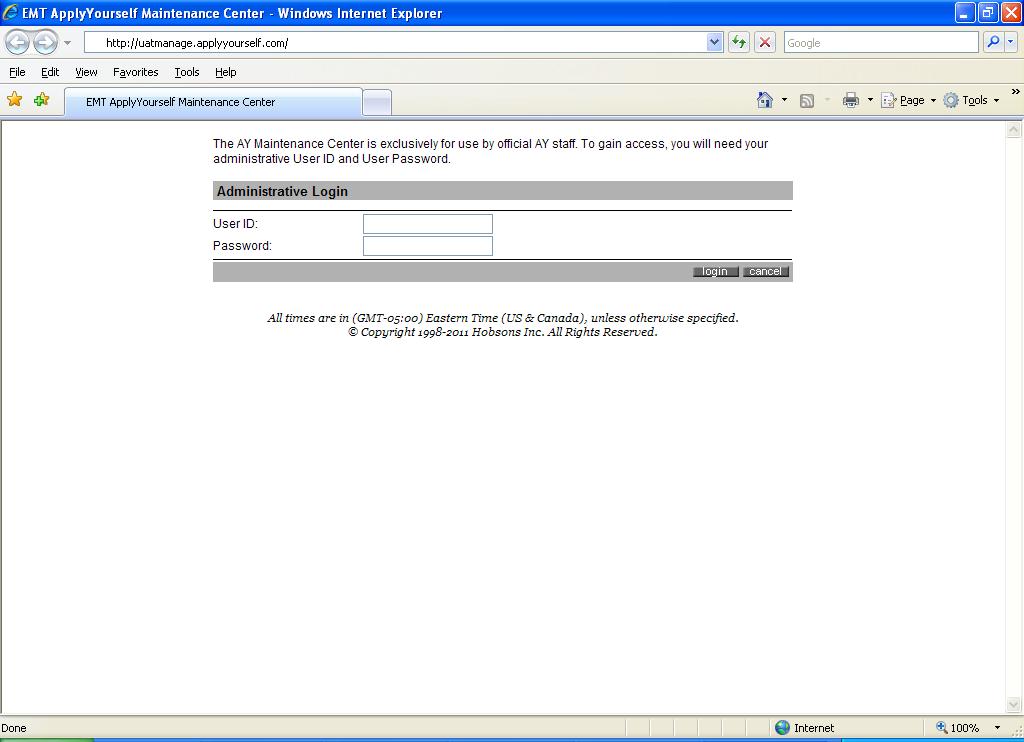 EMT ApplyYourself Maintenance Center - Windows Internet Explorer
http://uatmanage.applyyourself.com/
Google
File Edit View Favorites Tools Help
EMT ApplyYourself Maintenance Center
Page Tools »
The AY Maintenance Center is exclusively for use by official AY staff. To gain access, you will need your
administrative User ID and User Password.
Administrative Login
User ID:
Password:
login cancel
All times are in (GMT-05:00) Eastern Time (US & Canada), unless otherwise specified.
© Copyright 1998-2011 Hobsons Inc. All Rights Reserved.
Done Internet 100%